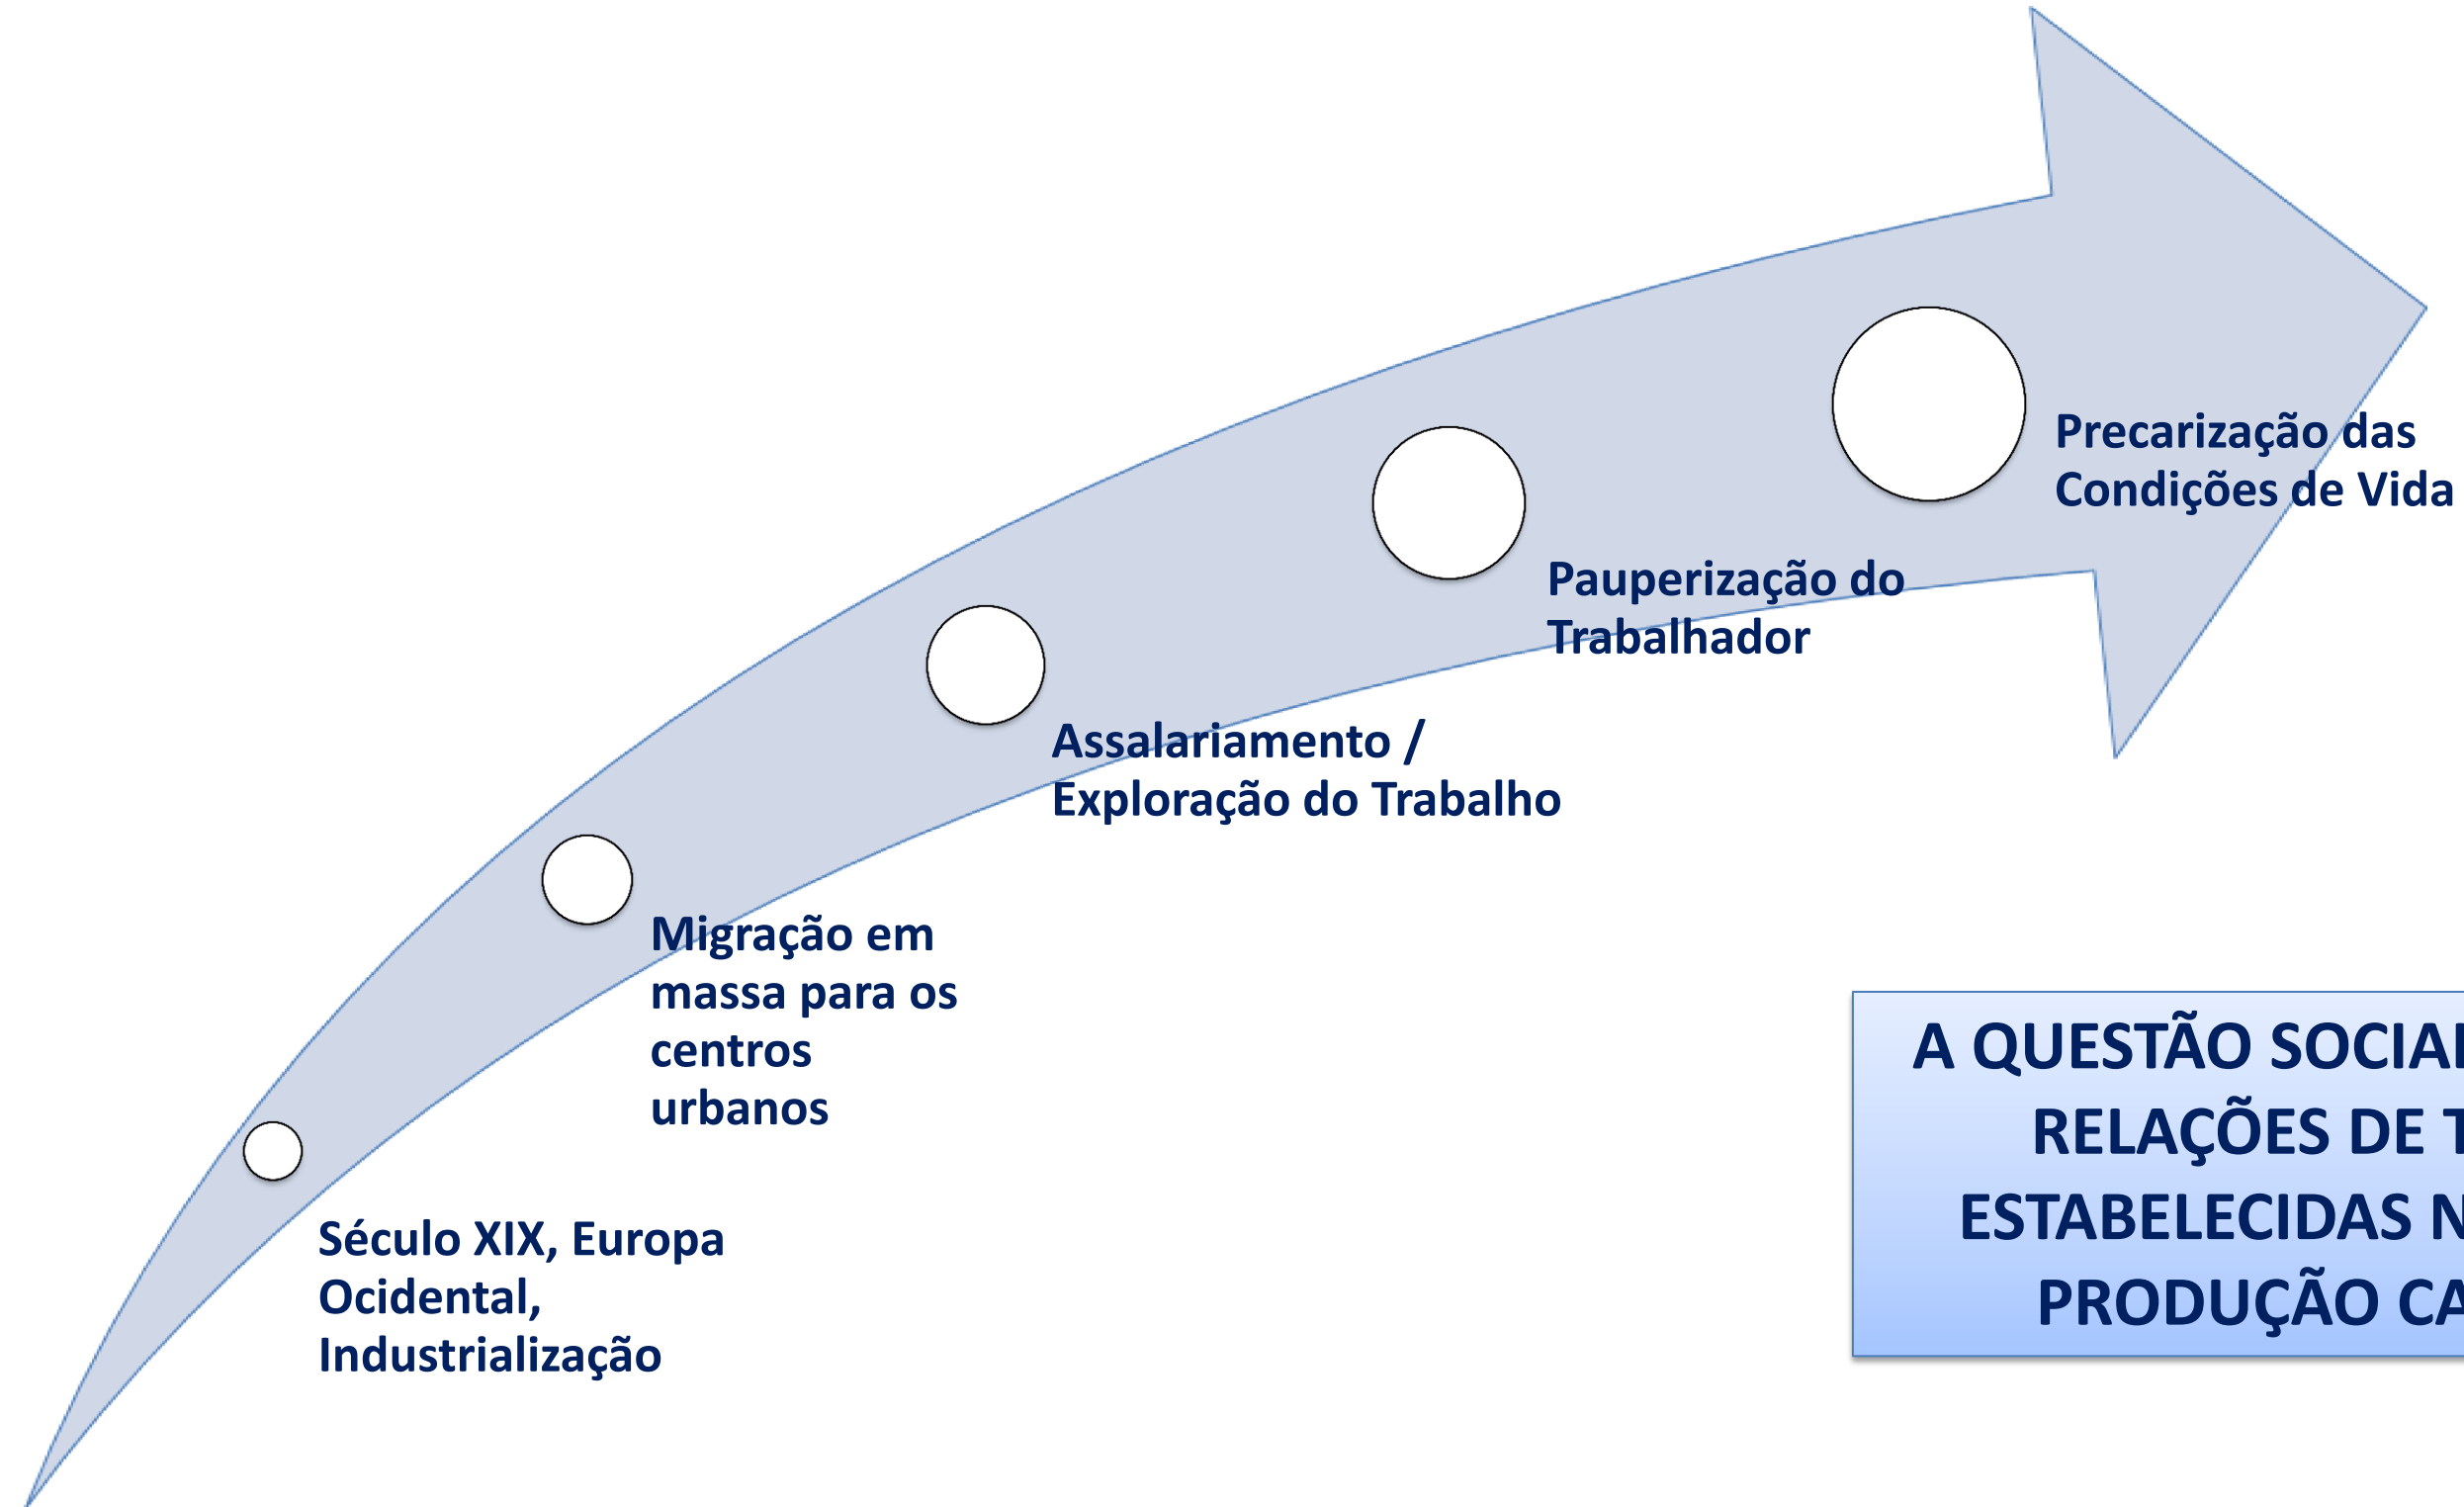 Precarização das
Condições de Vida
Pauperização do
Trabalhador
Assalariamento /
Exploração do Trabalho
Migração em
massa para os
centros
urbanos
Século XIX, Europa
Ocidental,
Industrialização
A QUESTÃO SOCIAL
RELAÇÕES DE
ESTABELECIDAS
PRODUÇÃO